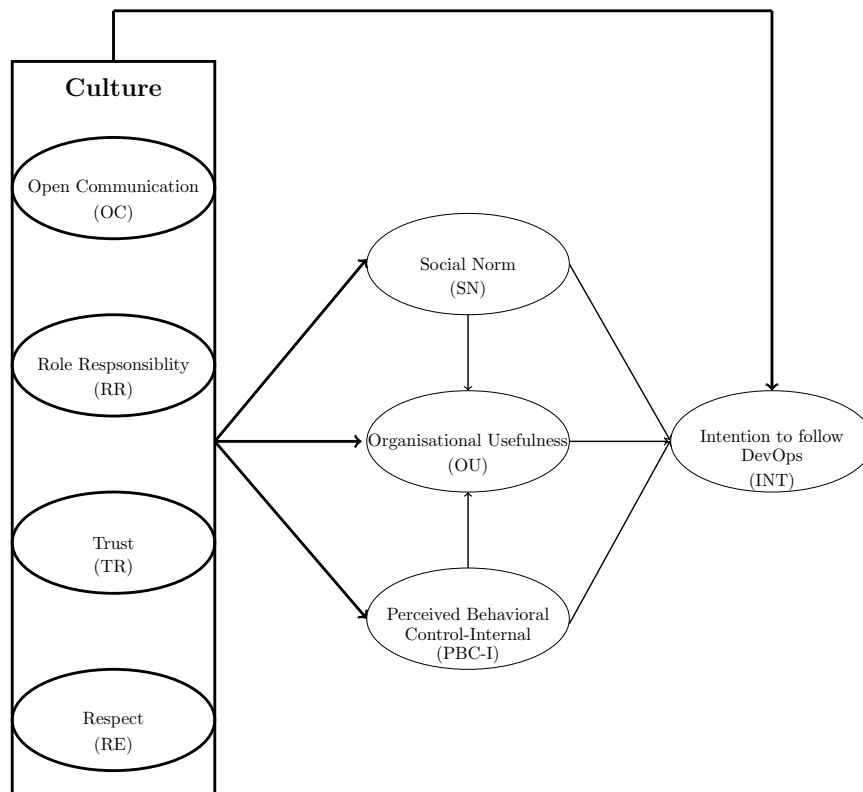 Culture
Open Communication
(OC)
Role Respsonsiblity
(RR)
Trust
(TR)
Respect
(RE)
Social Norm
(SN)
Organisational Usefulness
(OU)
Perceived Behavioral
Control-Internal
(PBC-I)
Intention to follow
DevOps
(INT)